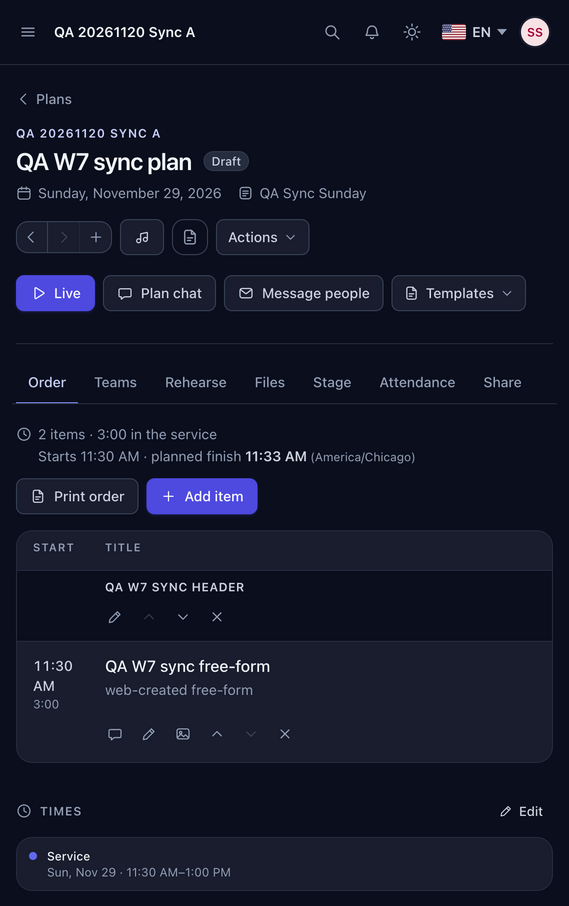 QA 20261120 Sync A
EN
SS
Plans
QA 20261120 SYNC A
QA W7 sync plan
Draft
Sunday, November 29, 2026
QA Sync Sunday
Actions
Live
Plan chat
Message people
Templates
Order
Teams
Rehearse
Files
Stage
Attendance
Share
2 items · 3:00 in the service
Starts 11:30 AM · planned finish 11:33 AM (America/Chicago)
Print order
Add item
START
TITLE
QA W7 SYNC HEADER
11:30
AM
3:00
QA W7 sync free-form
web-created free-form
TIMES
Edit
Service
Sun, Nov 29 · 11:30 AM–1:00 PM